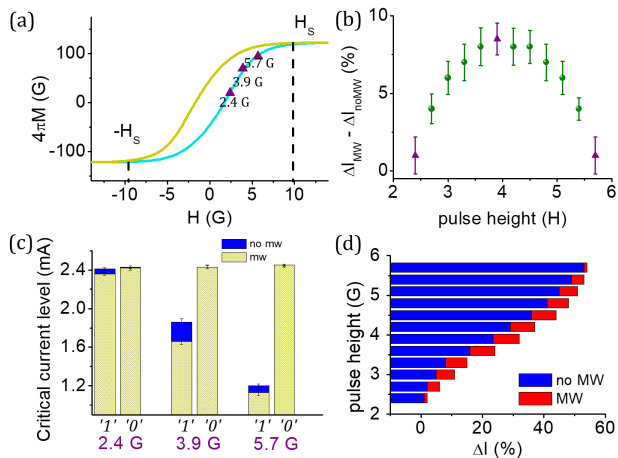 (a)
4πM (G)
100
0
-100
H_S
-H_S
5.7 G
3.9 G
2.4 G
-10 -5 0 5 10
H (G)
(b)
ΔI_MW - ΔI_noMW (%)
10
5
0
2 3 4 5 6
pulse height (H)
(c)
Critical current level (mA)
2.4
2.0
1.6
1.2
no mw
mw
'1' '0' '1' '0' '1' '0'
2.4 G 3.9 G 5.7 G
(d)
pulse height (G)
6
5
4
3
2
no MW
MW
0 20 40 60
ΔI (%)